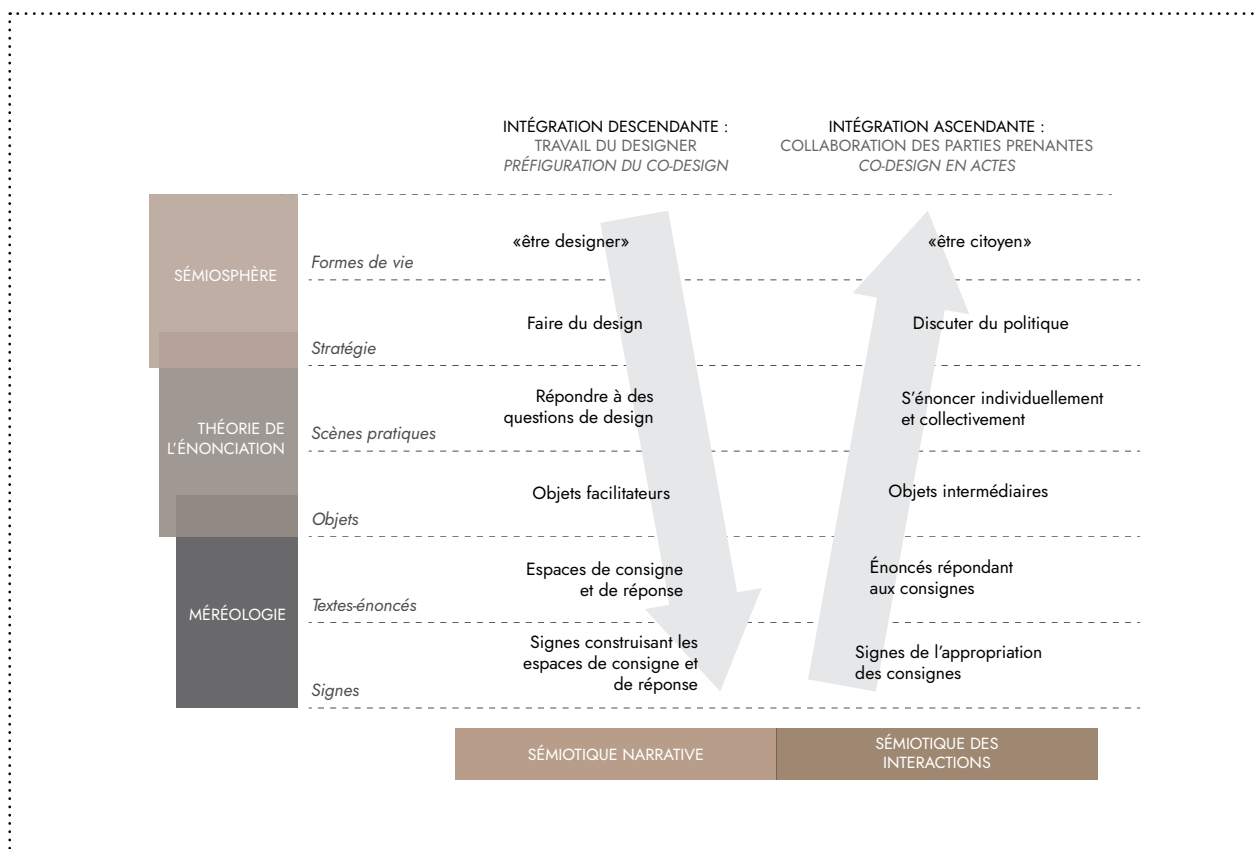 INTÉGRATION DESCENDANTE :
TRAVAIL DU DESIGNER
PRÉFIGURATION DU CO-DESIGN
INTÉGRATION ASCENDANTE :
COLLABORATION DES PARTIES PRENANTES
CO-DESIGN EN ACTES
SÉMIOSPHÈRE
Formes de vie
«être designer»
«être citoyen»
Stratégie
Faire du design
Discuter du politique
THÉORIE DE
L’ÉNONCIATION
Scènes pratiques
Répondre à des
questions de design
S’énoncer individuellement
et collectivement
Objets
Objets facilitateurs
Objets intermédiaires
MÉRÉOLOGIE
Textes-énoncés
Espaces de consigne
et de réponse
Énoncés répondant
aux consignes
Signes
Signes construisant les
espaces de consigne et
de réponse
Signes de l’appropriation
des consignes
SÉMIOTIQUE NARRATIVE
SÉMIOTIQUE DES
INTERACTIONS